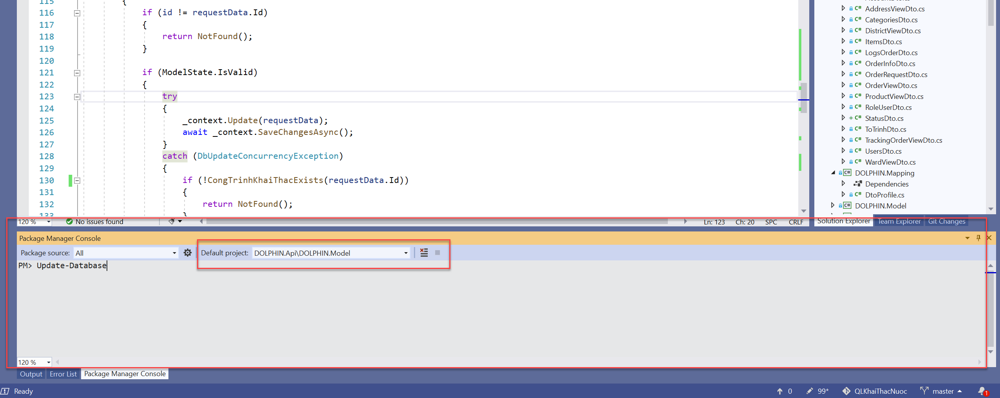 115 {
116 if (id != requestData.Id)
117 {
118 return NotFound();
119 }
120
121 if (ModelState.IsValid)
122 {
123 try
124 {
125 _context.Update(requestData);
126 await _context.SaveChangesAsync();
127 }
128 catch (DbUpdateConcurrencyException)
129 {
130 if (!CongTrinhKhaiThacExists(requestData.Id))
131 {
132 return NotFound();
133 }
120 % No issues found Ln: 123 Ch: 20 SPC CRLF
C# AddressViewDto.cs
C# CategoriesDto.cs
C# DistrictViewDto.cs
C# ItemsDto.cs
C# LogsOrderDto.cs
C# OrderInfoDto.cs
C# OrderRequestDto.cs
C# OrderViewDto.cs
C# ProductViewDto.cs
C# RoleUserDto.cs
C# StatusDto.cs
C# ToTrinhDto.cs
C# TrackingOrderViewDto.cs
C# UsersDto.cs
C# WardViewDto.cs
C# DOLPHIN.Mapping
Dependencies
C# DtoProfile.cs
C# DOLPHIN.Model
Solution Explorer Team Explorer Git Changes
Package Manager Console
Package source: All Default project: DOLPHIN.Api\DOLPHIN.Model
PM> Update-Database
120 %
Output Error List Package Manager Console
Ready 0 99* QLKhaiThacNuoc master 1